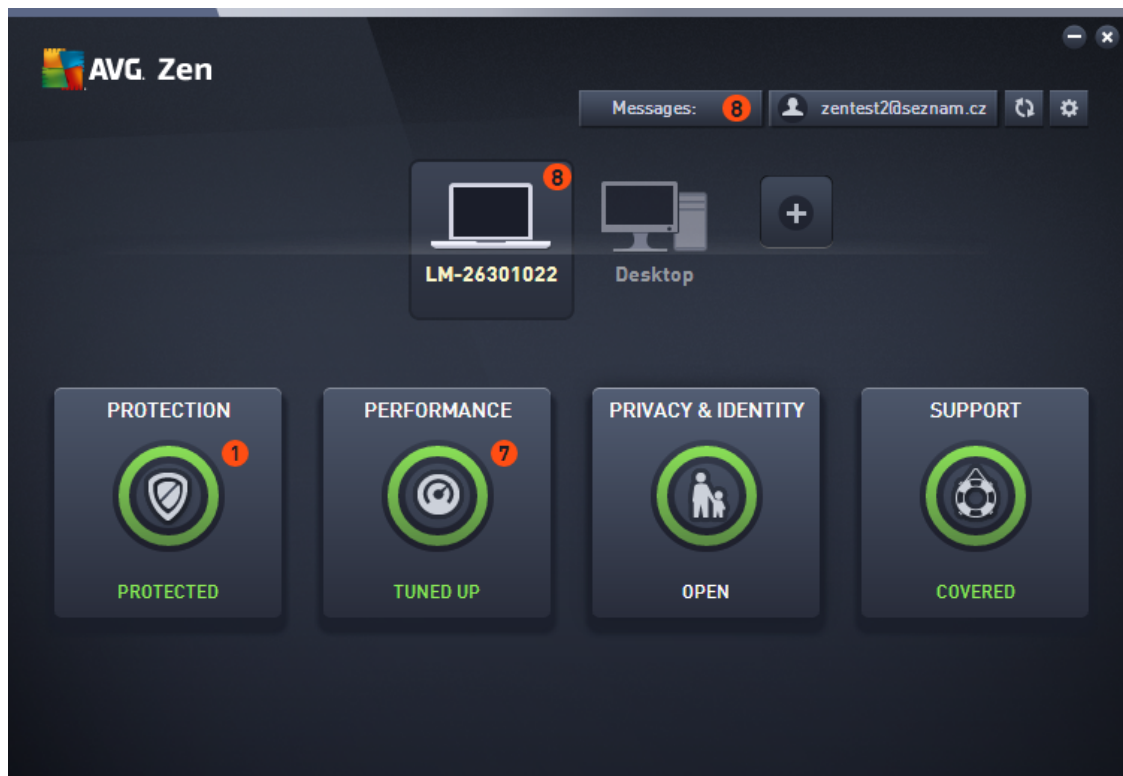 AVG. Zen
Messages: 8
zentest2@seznam.cz
8
LM-26301022
Desktop
PROTECTION
1
PROTECTED
PERFORMANCE
7
TUNED UP
PRIVACY & IDENTITY
OPEN
SUPPORT
COVERED